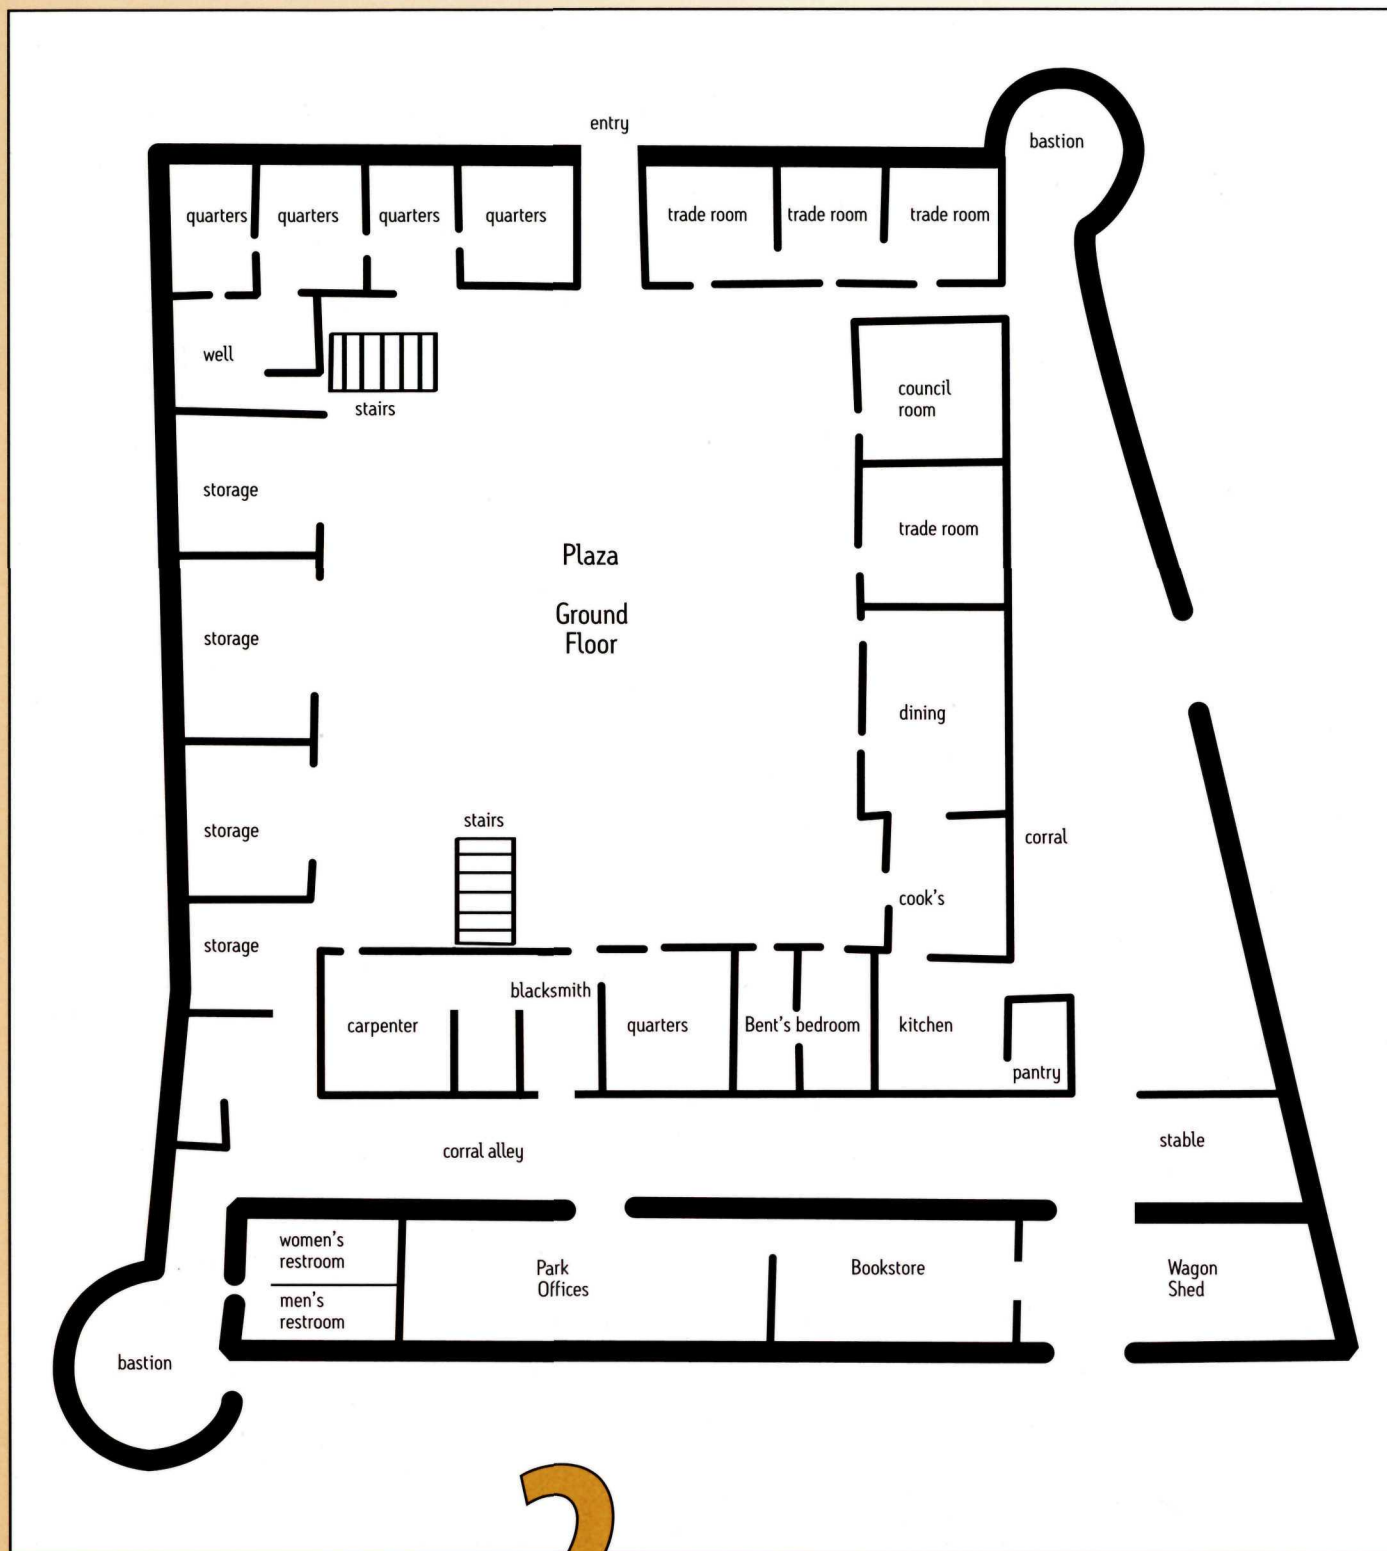 entry
bastion
quarters
quarters
quarters
quarters
trade room
trade room
trade room
well
stairs
council
room
storage
trade room
Plaza
Ground
Floor
storage
dining
storage
stairs
corral
cook's
storage
blacksmith
carpenter
quarters
Bent's bedroom
kitchen
pantry
corral alley
stable
women's
restroom
men's
restroom
Park
Offices
Bookstore
Wagon
Shed
bastion
2